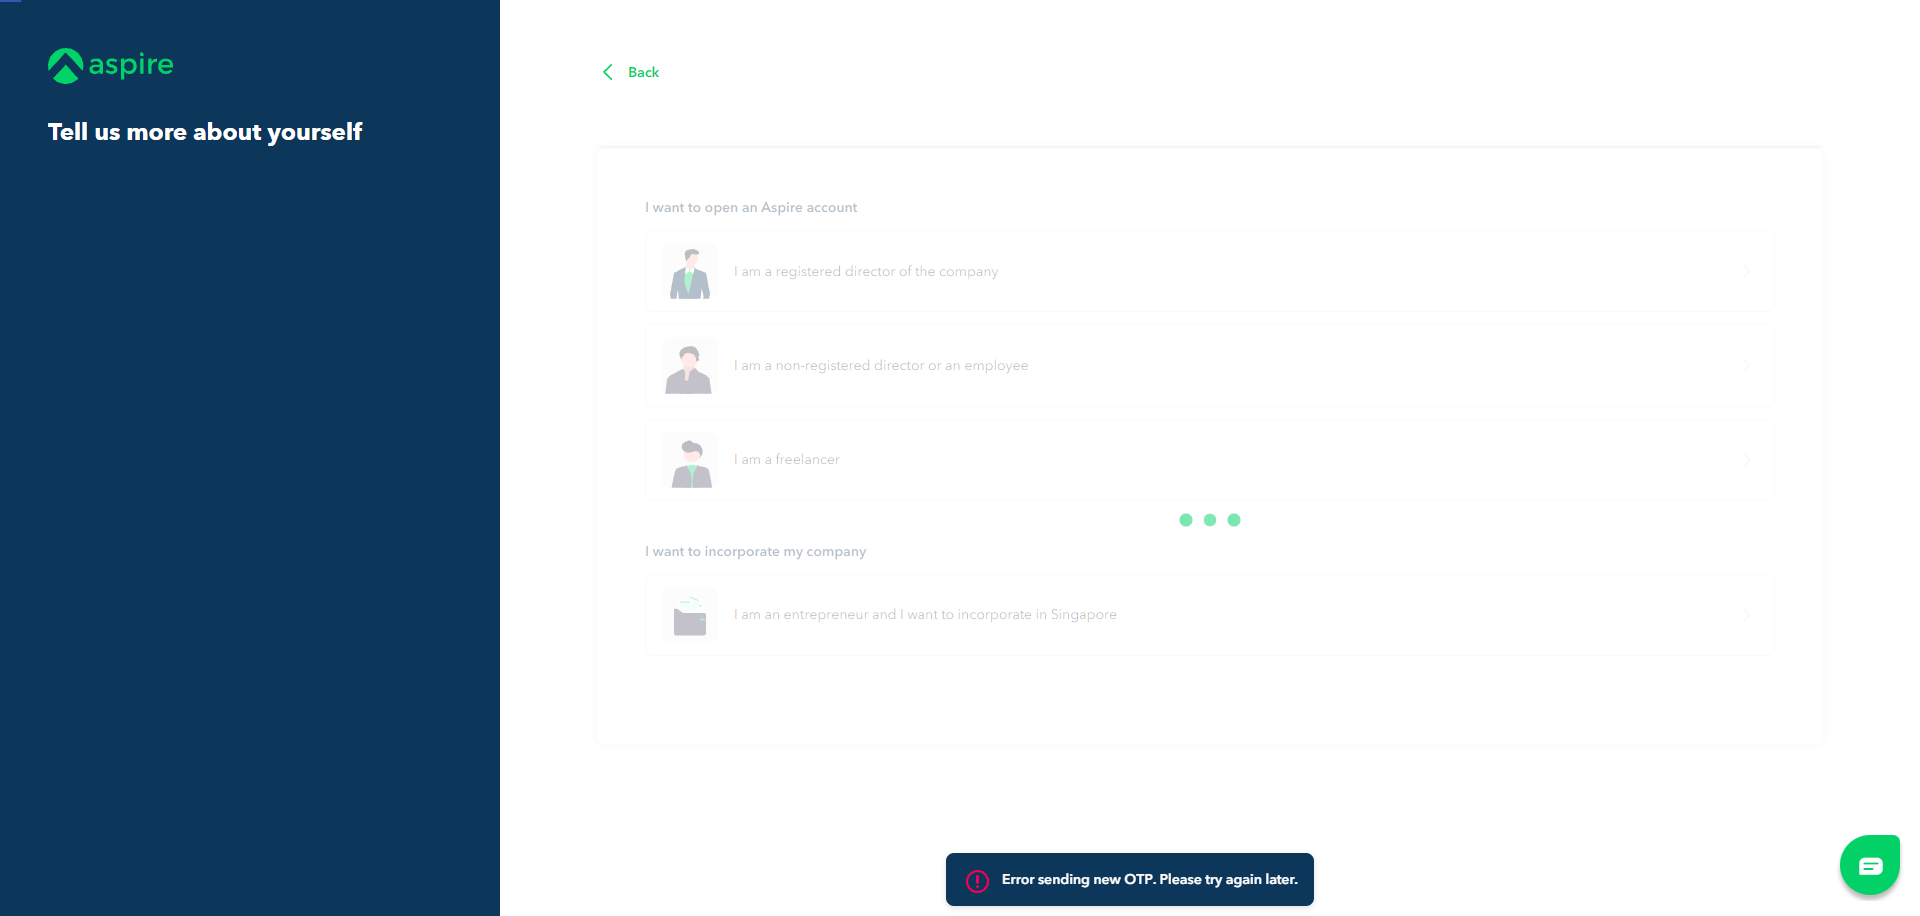 aspire
Tell us more about yourself
Back
I want to open an Aspire account
I am a registered director of the company
I am a non-registered director or an employee
I am a freelancer
I want to incorporate my company
I am an entrepreneur and I want to incorporate in Singapore
Error sending new OTP. Please try again later.